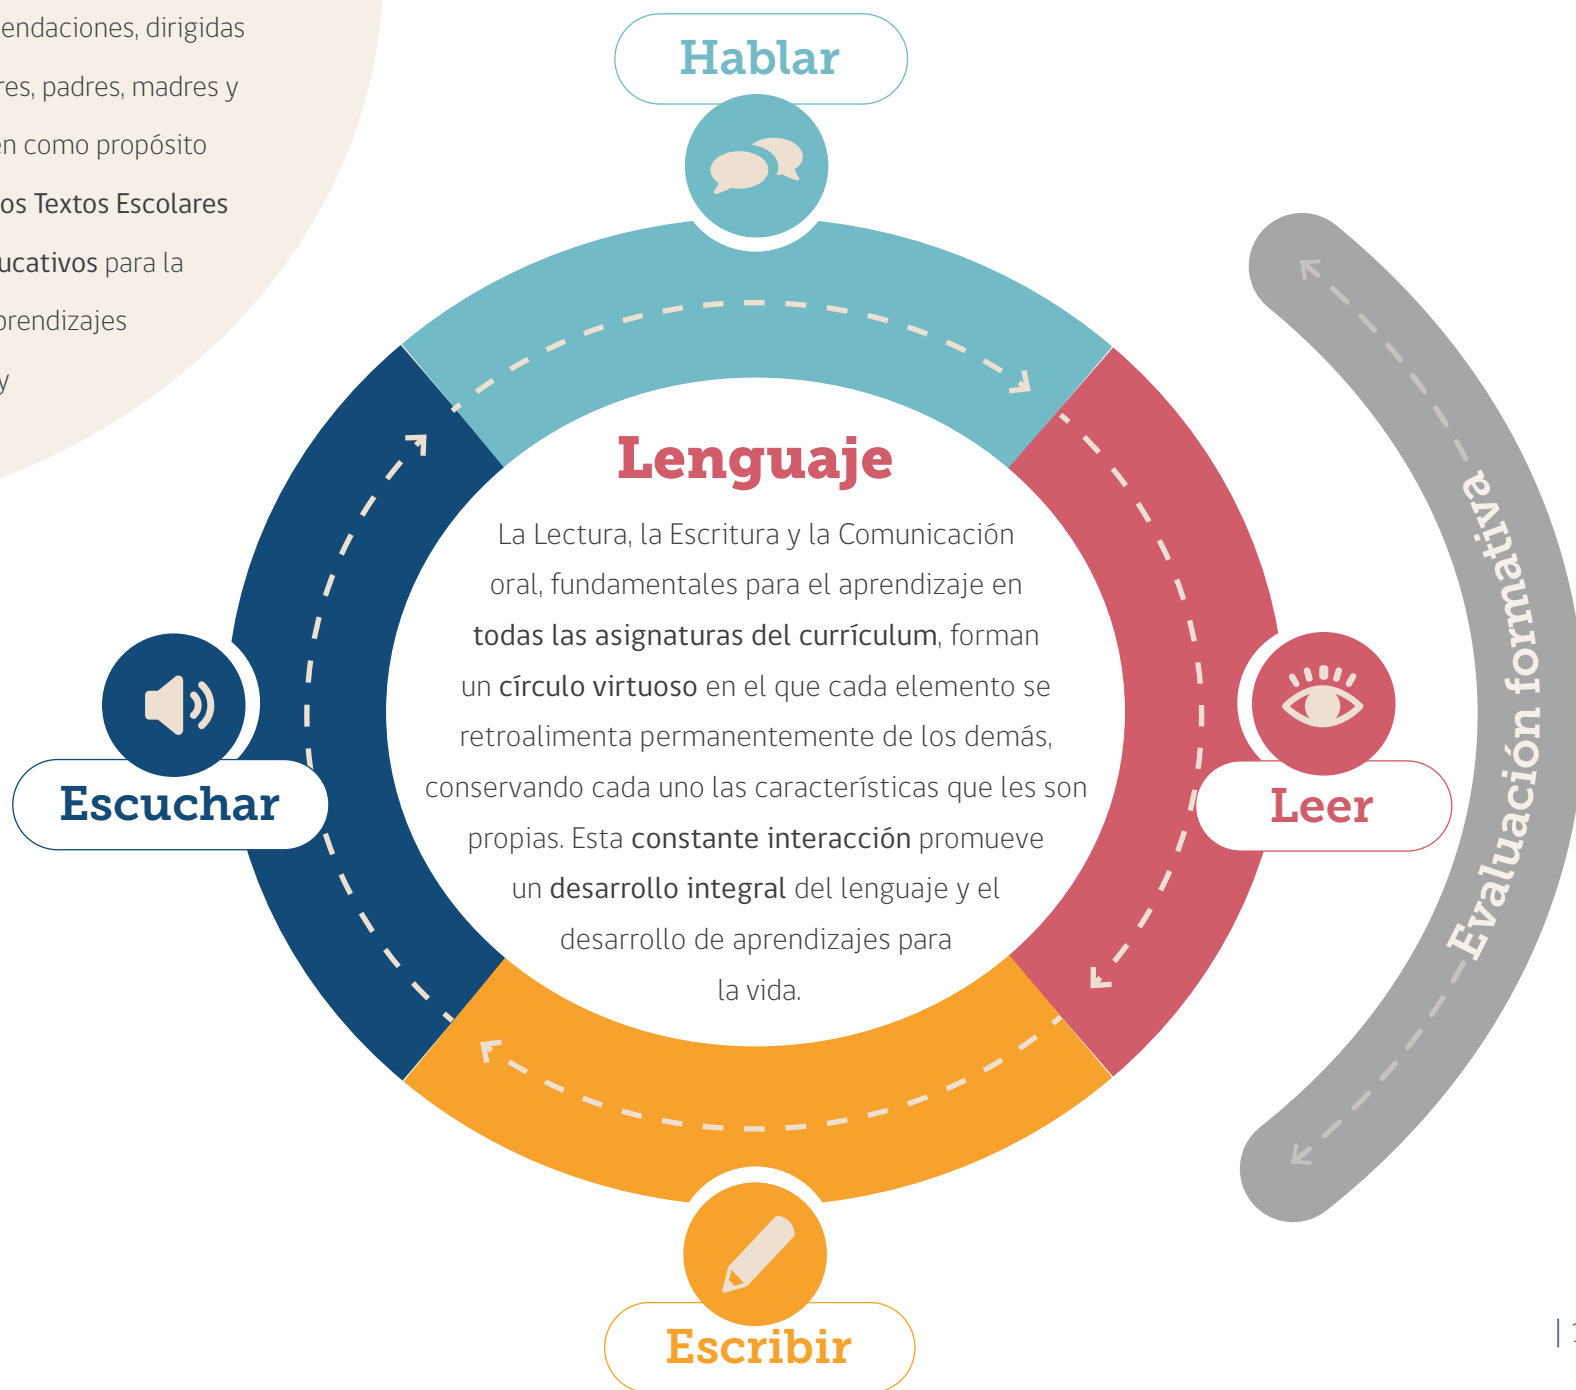 endaciones, dirigidas
res, padres, madres y
en como propósito
os Textos Escolares
ucativos para la
prendizajes
y
Hablar
Lenguaje
La Lectura, la Escritura y la Comunicación
oral, fundamentales para el aprendizaje en
todas las asignaturas del currículum, forman
un círculo virtuoso en el que cada elemento se
retroalimenta permanentemente de los demás,
conservando cada uno las características que les son
propias. Esta constante interacción promueve
un desarrollo integral del lenguaje y el
desarrollo de aprendizajes para
la vida.
Escuchar
Leer
Escribir
Evaluación formativa